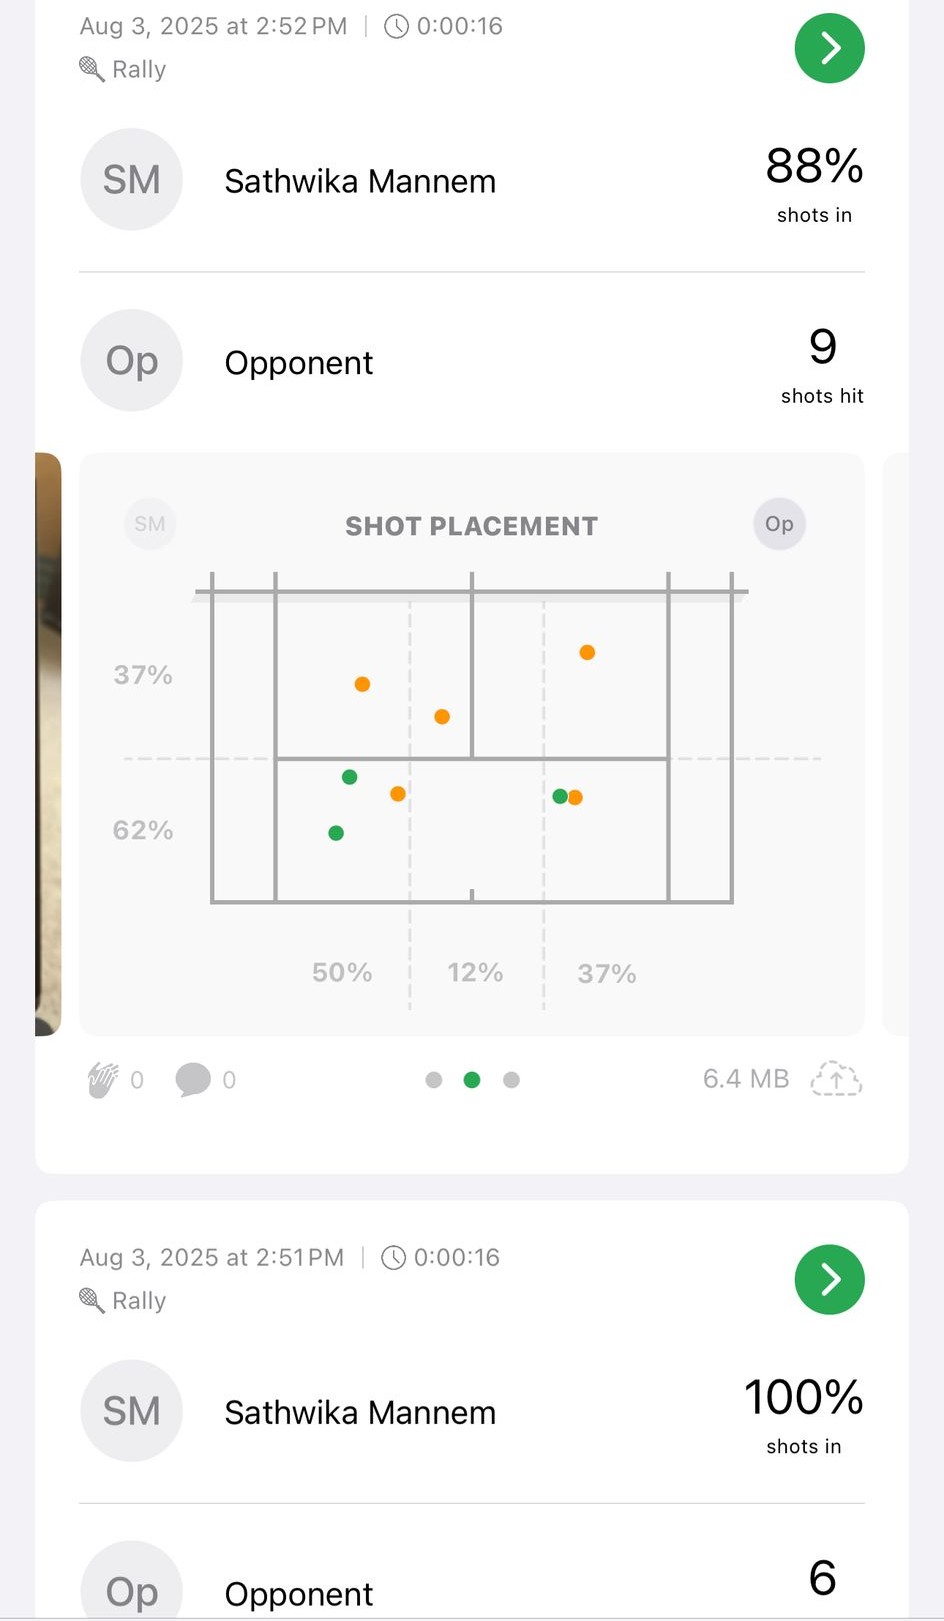 Aug 3, 2025 at 2:52 PM | 0:00:16
Rally
SM Sathwika Mannem 88%
shots in
Op Opponent 9
shots hit
SM SHOT PLACEMENT Op
37%
62%
50% 12% 37%
0 0 6.4 MB
Aug 3, 2025 at 2:51 PM | 0:00:16
Rally
SM Sathwika Mannem 100%
shots in
Op Opponent 6